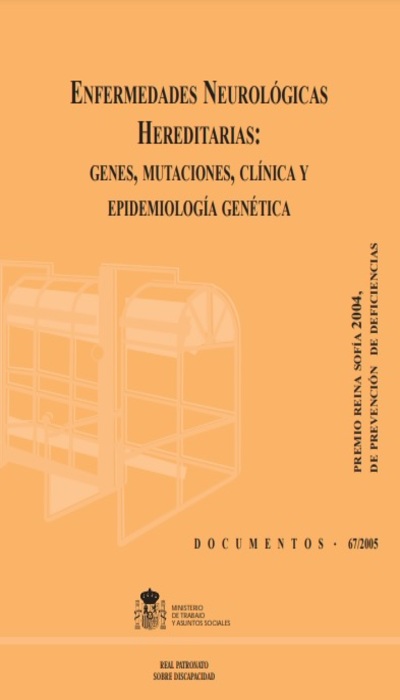 ENFERMEDADES NEUROLÓGICAS
HEREDITARIAS:
GENES, MUTACIONES, CLÍNICA Y
EPIDEMIOLOGÍA GENÉTICA
PREMIO REINA SOFÍA 2004,
DE PREVENCIÓN DE DEFICIENCIAS
DOCUMENTOS · 67/2005
MINISTERIO
DE TRABAJO
Y ASUNTOS SOCIALES
REAL PATRONATO
SOBRE DISCAPACIDAD